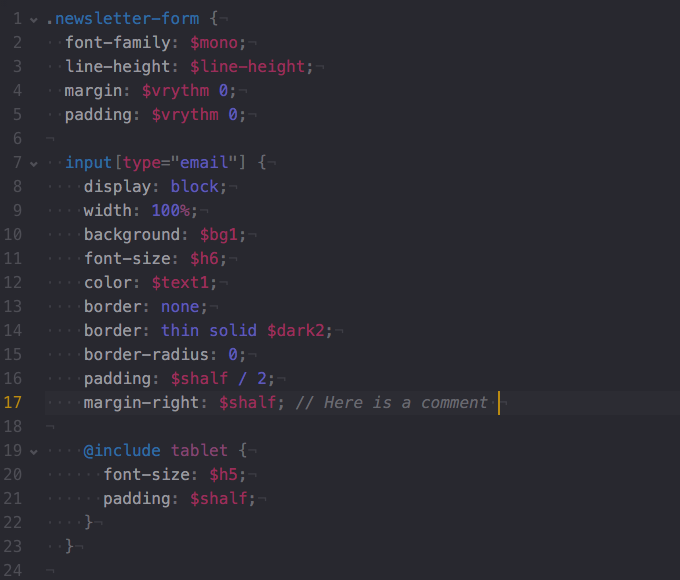 1 .newsletter-form {
2 font-family: $mono;
3 line-height: $line-height;
4 margin: $vrythm 0;
5 padding: $vrythm 0;
6
7 input[type="email"] {
8 display: block;
9 width: 100%;
10 background: $bg1;
11 font-size: $h6;
12 color: $text1;
13 border: none;
14 border: thin solid $dark2;
15 border-radius: 0;
16 padding: $shalf / 2;
17 margin-right: $shalf; // Here is a comment
18
19 @include tablet {
20 font-size: $h5;
21 padding: $shalf;
22 }
23 }
24